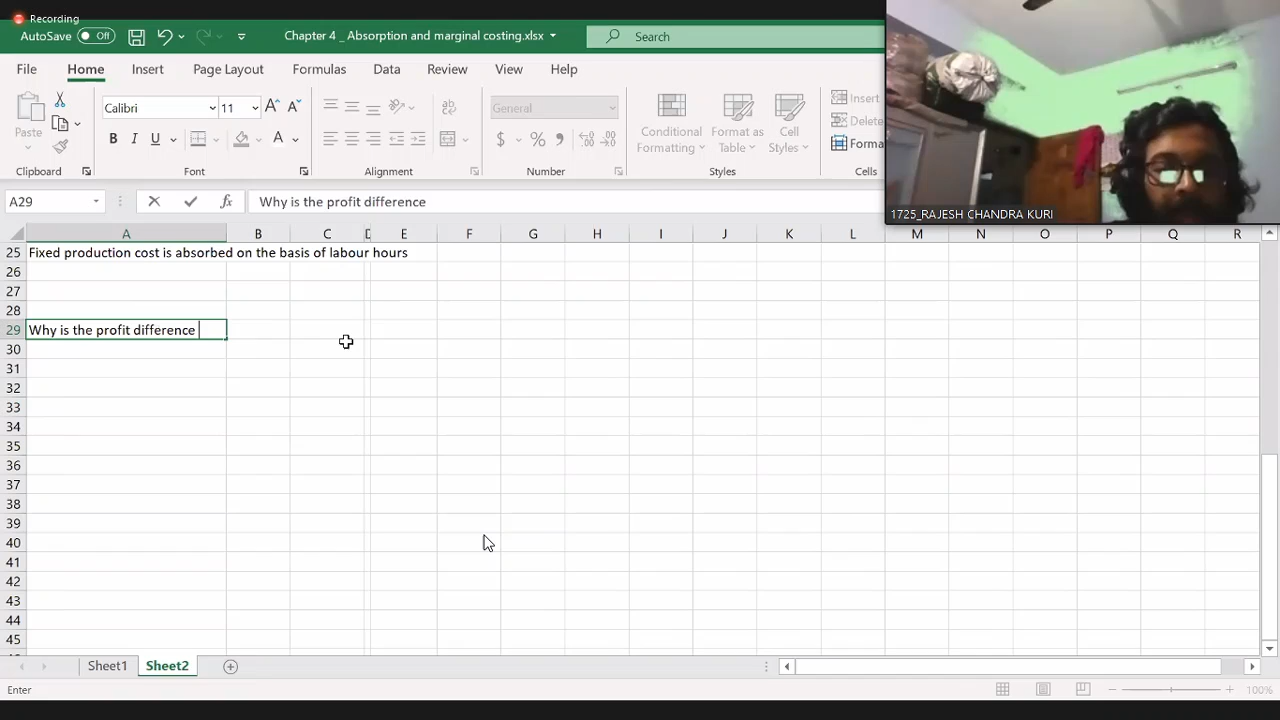 Recording
AutoSave Off
Chapter 4 _ Absorption and marginal costing.xlsx
Search
File Home Insert Page Layout Formulas Data Review View Help
Calibri 11
General
Insert
Delete
Forma
Paste
Conditional Formatting
Format as Table
Cell Styles
Clipboard Font Alignment Number Styles Cells
1725_RAJESH CHANDRA KURI
A29 fx Why is the profit difference
A B C D E F G H I J K L M N O P Q R
25 Fixed production cost is absorbed on the basis of labour hours
26
27
28
29 Why is the profit difference
30
31
32
33
34
35
36
37
38
39
40
41
42
43
44
45
Sheet1 Sheet2
Enter 100%